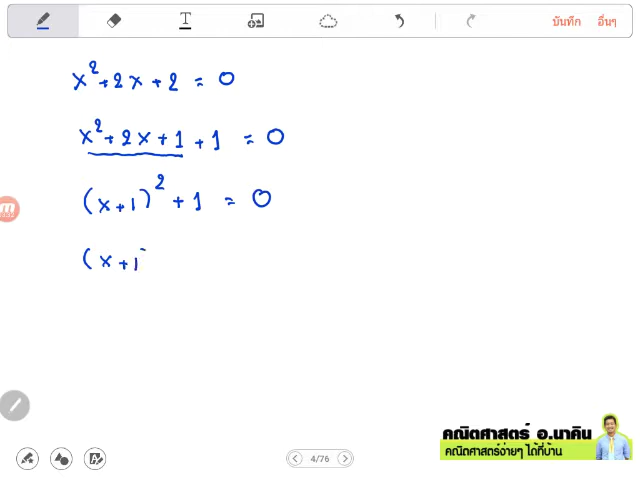 บันทึก อื่นๆ
x² + 2x + 2 = 0
x² + 2x + 1 + 1 = 0
(x + 1)² + 1 = 0
(x + 1
4/76
คณิตศาสตร์ อ.นาคิน
คณิตศาสตร์ง่ายๆ ได้ที่บ้าน